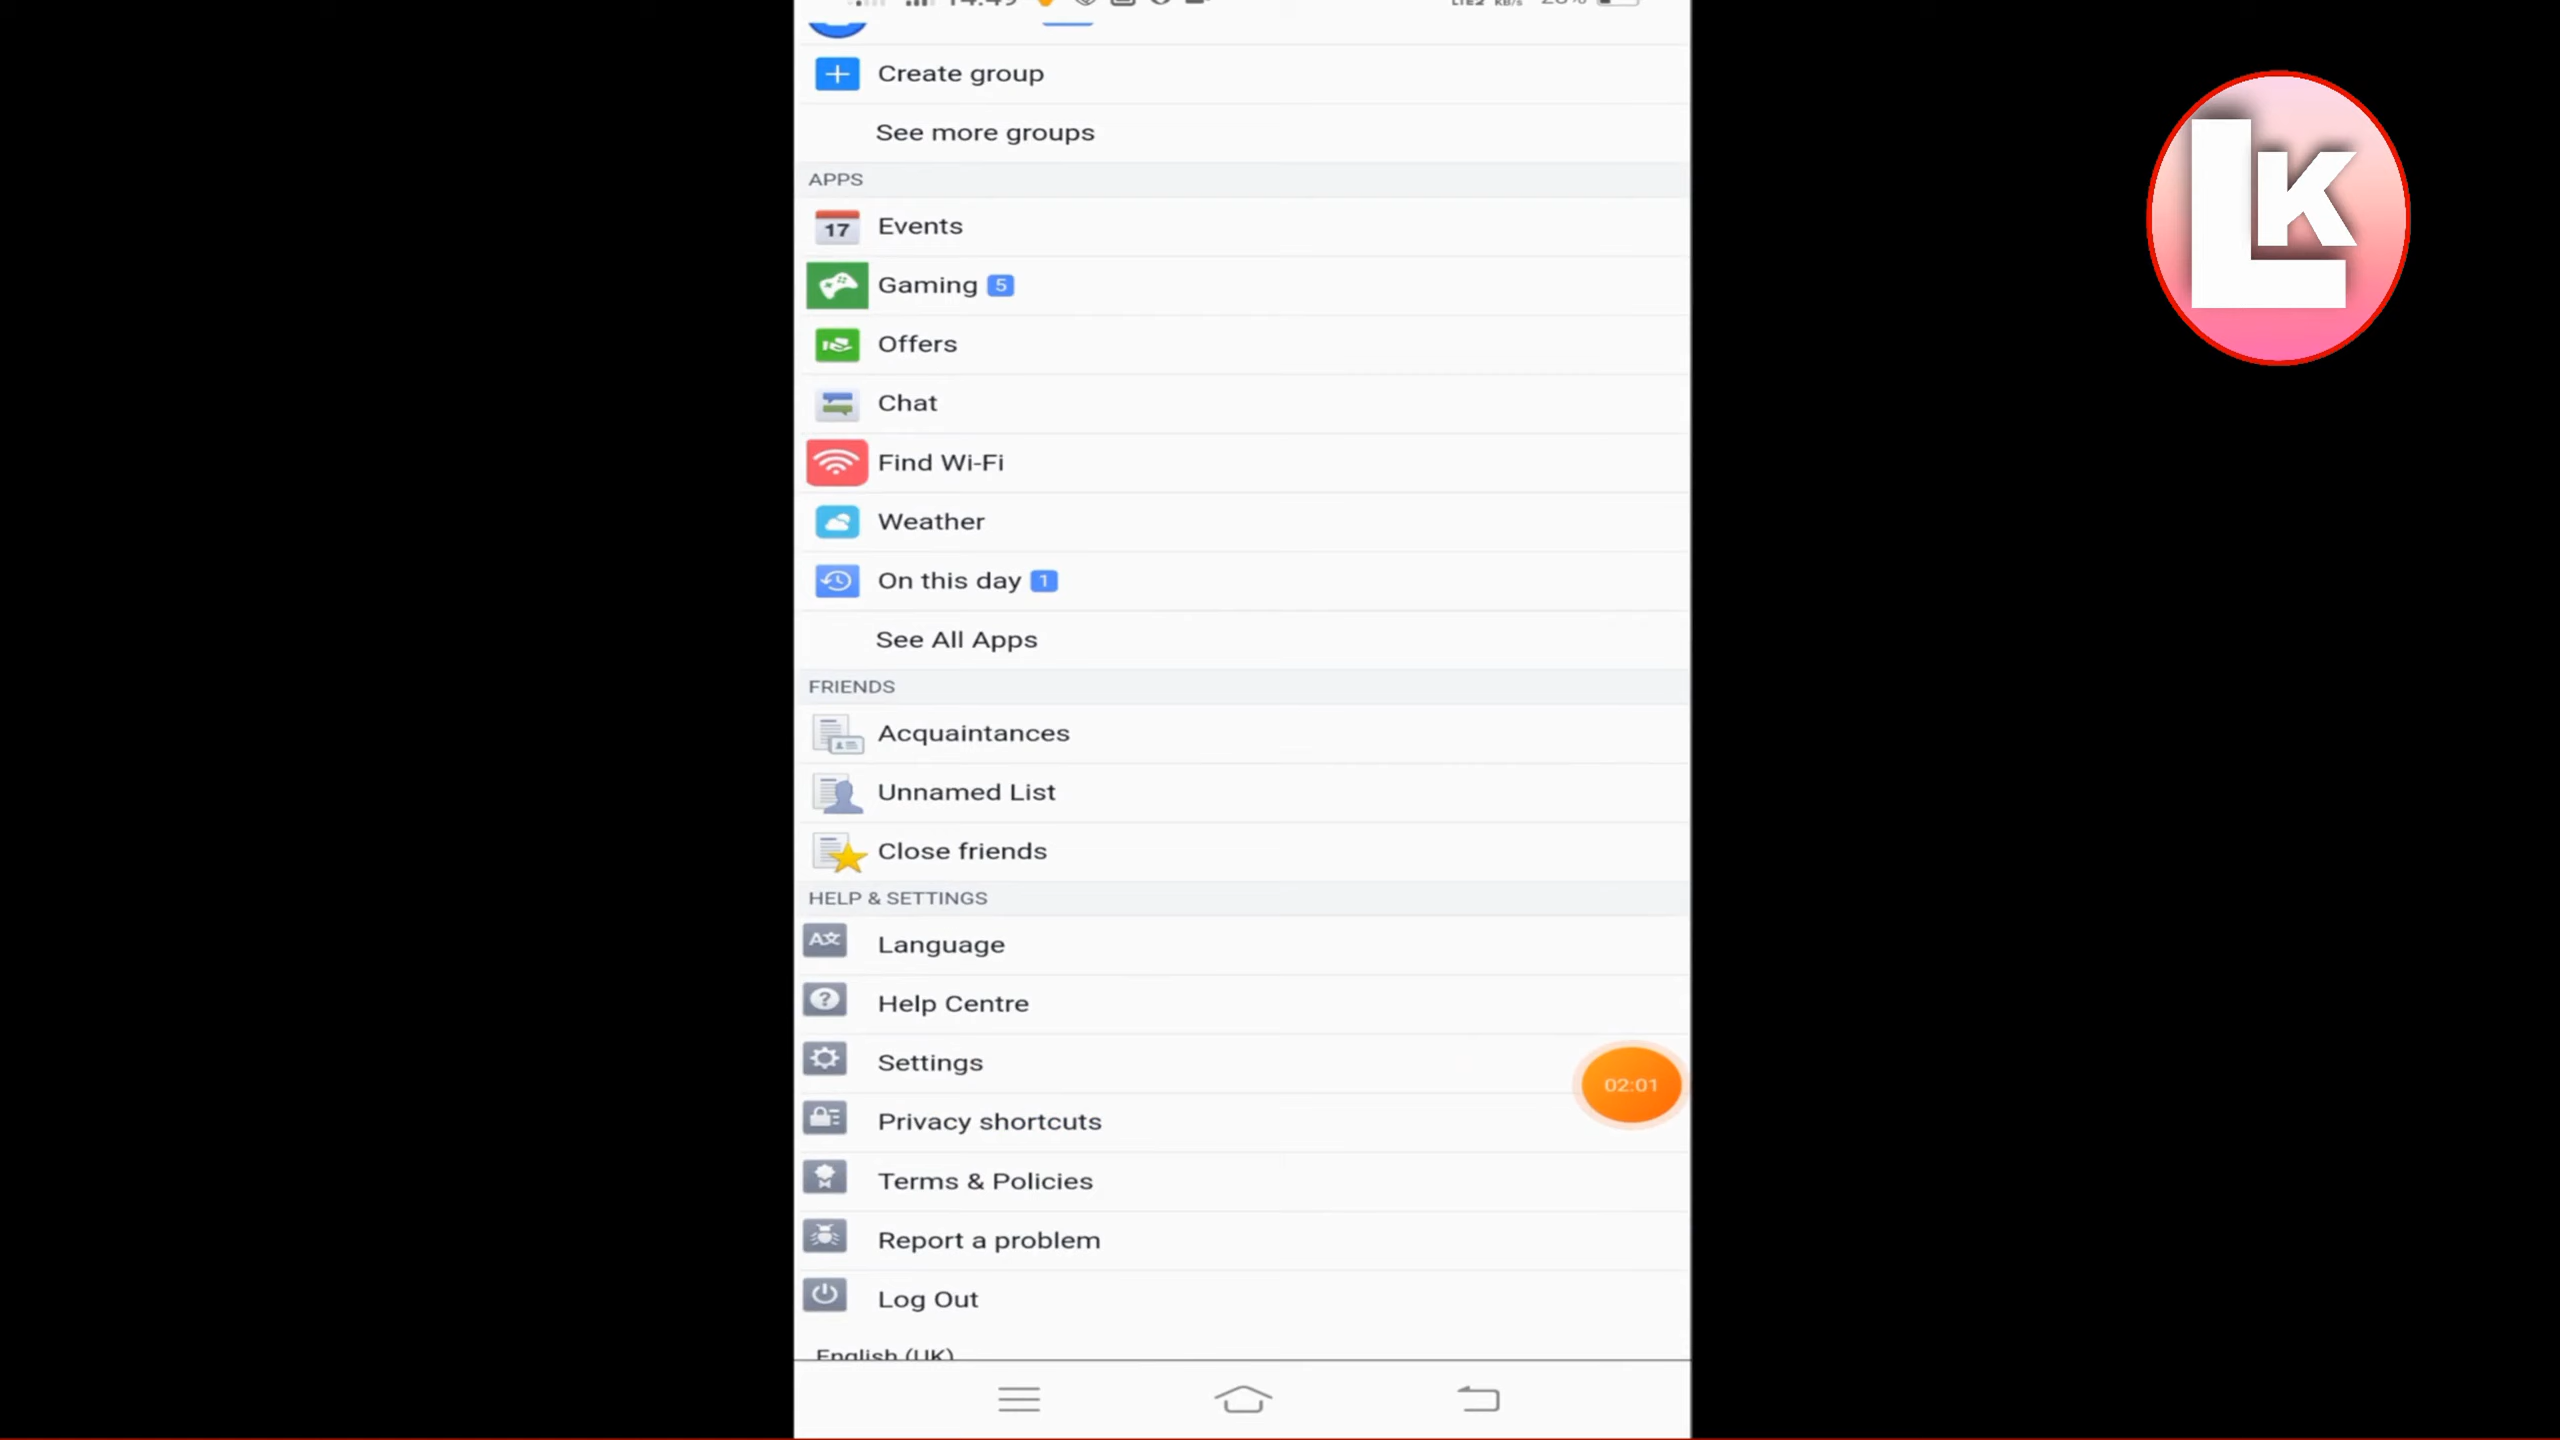 Create group
See more groups
APPS
17
Events
Gaming 5
Offers
Chat
Find Wi-Fi
Weather
On this day 1
See All Apps
FRIENDS
Acquaintances
Unnamed List
Close friends
HELP & SETTINGS
Language
Help Centre
Settings
02:01
Privacy shortcuts
Terms & Policies
Report a problem
Log Out
English (UK)
LK